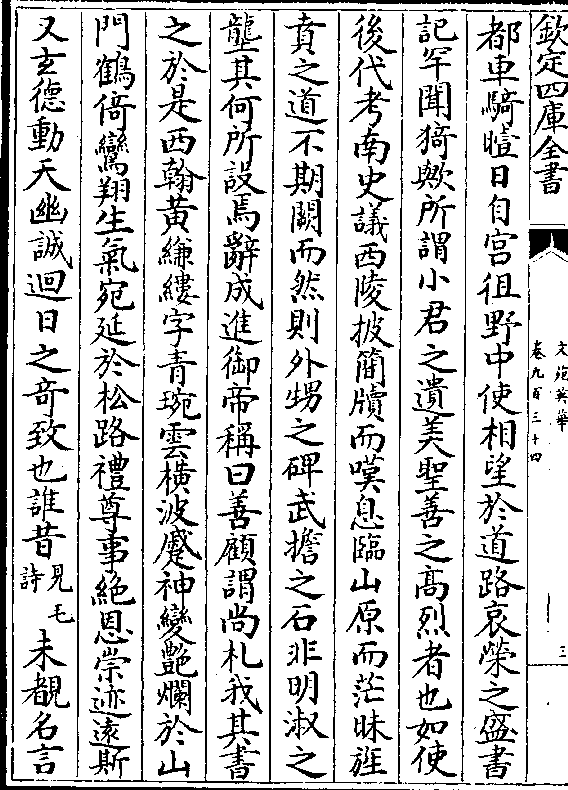 欽定四庫全書
文苑英華
卷九百三十四
三
都車騎曀日自宮徂野中使相望於道路哀榮之盛書
記罕聞猗歟所謂小君之遺美聖善之髙烈者也如使
後代考南史議西陵披簡牘而嘆息臨山原而茫昧旌
賁之道不期闕而然則外甥之碑武擔之石非明淑之
壟其何所設焉辭成進御帝稱曰善顧謂尚札我其書
之於是西翰黄縑縷字青琬雲横波蹙神變艶爛於山
門鶴倚鸞翔生氣宛延於松路禮尊事絶恩崇迹逺斯
又玄德動天幽誠迴日之奇致也誰昔見毛詩未覩名言